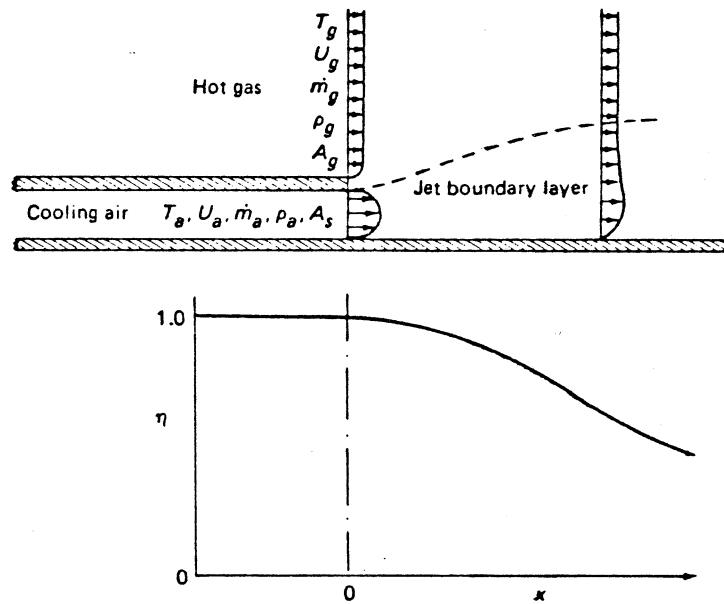 T_g
U_g
ṁ_g
Hot gas
ρ_g
A_g
Jet boundary layer
Cooling air T_a, U_a, ṁ_a, ρ_a, A_s
1.0
η
0
0
x